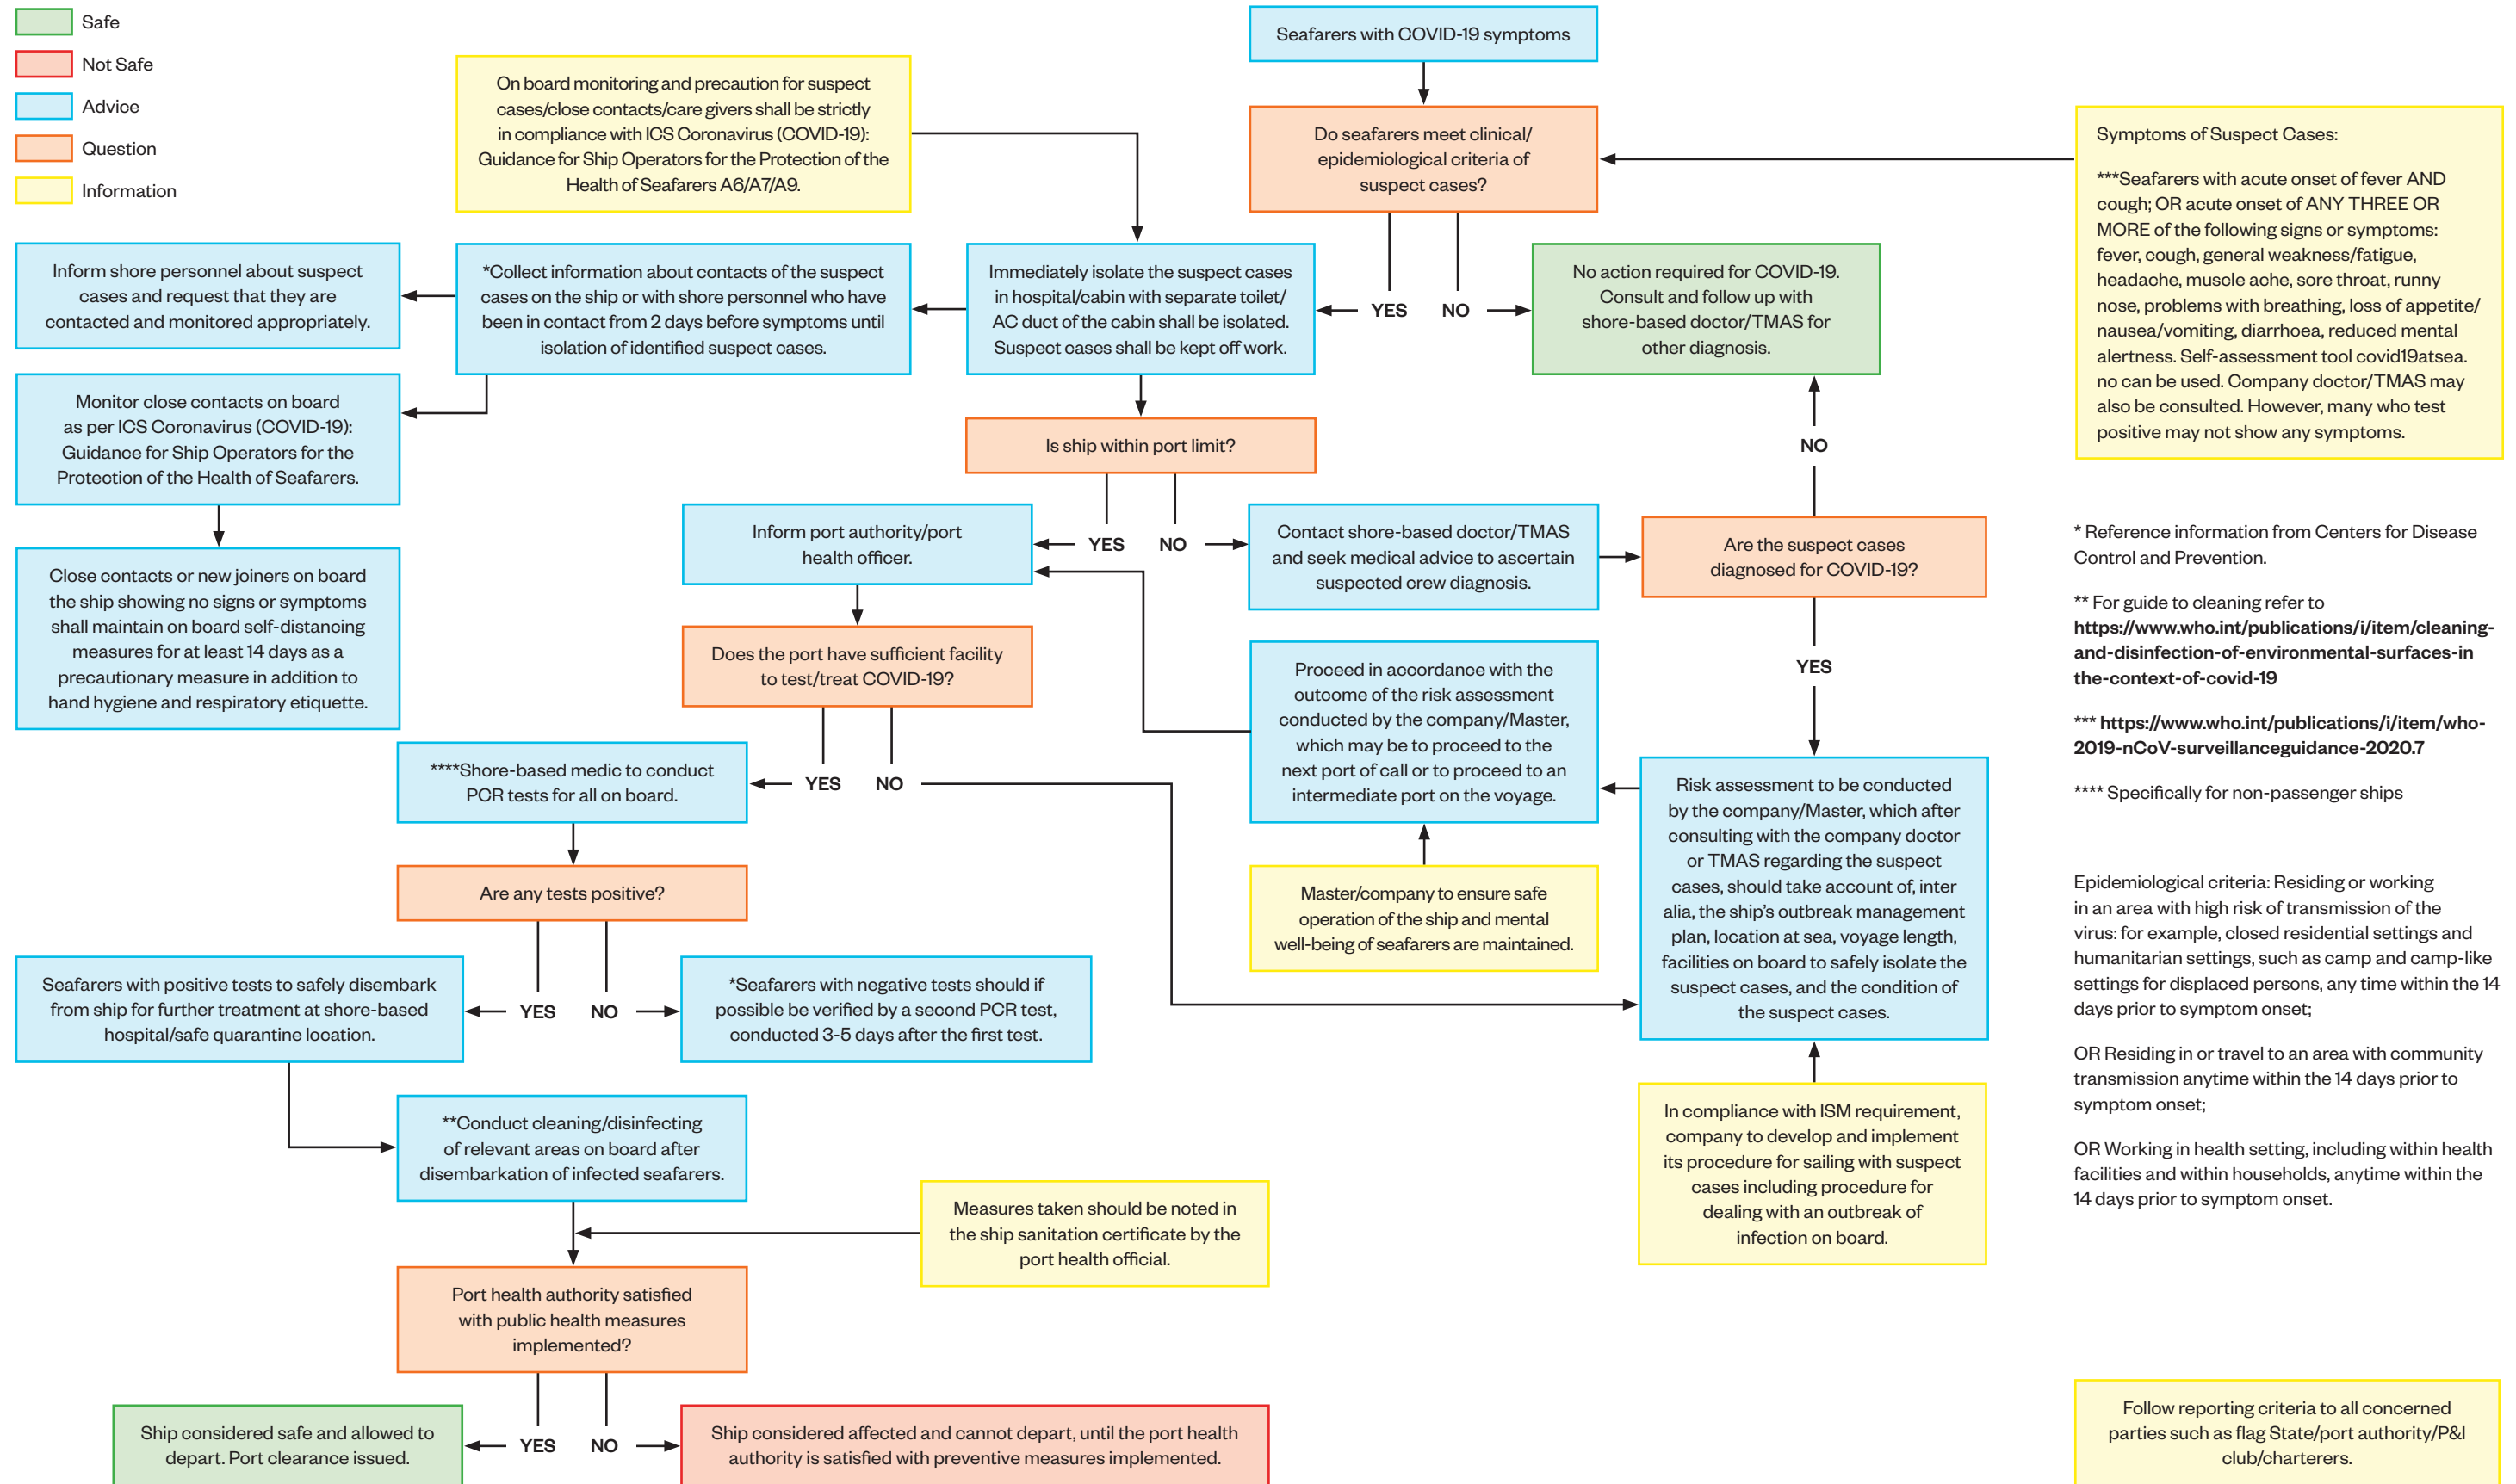 Safe
Not Safe
Advice
Question
Information
Seafarers with COVID-19 symptoms
On board monitoring and precaution for suspect
cases/close contacts/care givers shall be strictly
in compliance with ICS Coronavirus (COVID-19):
Guidance for Ship Operators for the Protection of the
Health of Seafarers A6/A7/A9.
Do seafarers meet clinical/
epidemiological criteria of
suspect cases?
Symptoms of Suspect Cases:
***Seafarers with acute onset of fever AND
cough; OR acute onset of ANY THREE OR
MORE of the following signs or symptoms:
fever, cough, general weakness/fatigue,
headache, muscle ache, sore throat, runny
nose, problems with breathing, loss of appetite/
nausea/vomiting, diarrhoea, reduced mental
alertness. Self-assessment tool covid19atsea.
no can be used. Company doctor/TMAS may
also be consulted. However, many who test
positive may not show any symptoms.
Inform shore personnel about suspect
cases and request that they are
contacted and monitored appropriately.
*Collect information about contacts of the suspect
cases on the ship or with shore personnel who have
been in contact from 2 days before symptoms until
isolation of identified suspect cases.
Immediately isolate the suspect cases
in hospital/cabin with separate toilet/
AC duct of the cabin shall be isolated.
Suspect cases shall be kept off work.
YES
NO
No action required for COVID-19.
Consult and follow up with
shore-based doctor/TMAS for
other diagnosis.
Monitor close contacts on board
as per ICS Coronavirus (COVID-19):
Guidance for Ship Operators for the
Protection of the Health of Seafarers.
Is ship within port limit?
NO
Close contacts or new joiners on board
the ship showing no signs or symptoms
shall maintain on board self-distancing
measures for at least 14 days as a
precautionary measure in addition to
hand hygiene and respiratory etiquette.
Inform port authority/port
health officer.
YES
NO
Contact shore-based doctor/TMAS
and seek medical advice to ascertain
suspected crew diagnosis.
Are the suspect cases
diagnosed for COVID-19?
* Reference information from Centers for Disease
Control and Prevention.
** For guide to cleaning refer to
https://www.who.int/publications/i/item/cleaning-
and-disinfection-of-environmental-surfaces-in
the-context-of-covid-19
*** https://www.who.int/publications/i/item/who-
2019-nCoV-surveillanceguidance-2020.7
**** Specifically for non-passenger ships
Does the port have sufficient facility
to test/treat COVID-19?
Proceed in accordance with the
outcome of the risk assessment
conducted by the company/Master,
which may be to proceed to the
next port of call or to proceed to an
intermediate port on the voyage.
YES
****Shore-based medic to conduct
PCR tests for all on board.
YES
NO
Risk assessment to be conducted
by the company/Master, which after
consulting with the company doctor
or TMAS regarding the suspect
cases, should take account of, inter
alia, the ship's outbreak management
plan, location at sea, voyage length,
facilities on board to safely isolate the
suspect cases, and the condition of
the suspect cases.
Are any tests positive?
Master/company to ensure safe
operation of the ship and mental
well-being of seafarers are maintained.
Epidemiological criteria: Residing or working
in an area with high risk of transmission of the
virus: for example, closed residential settings and
humanitarian settings, such as camp and camp-like
settings for displaced persons, any time within the 14
days prior to symptom onset;
OR Residing in or travel to an area with community
transmission anytime within the 14 days prior to
symptom onset;
OR Working in health setting, including within health
facilities and within households, anytime within the
14 days prior to symptom onset.
Seafarers with positive tests to safely disembark
from ship for further treatment at shore-based
hospital/safe quarantine location.
YES
NO
*Seafarers with negative tests should if
possible be verified by a second PCR test,
conducted 3-5 days after the first test.
**Conduct cleaning/disinfecting
of relevant areas on board after
disembarkation of infected seafarers.
In compliance with ISM requirement,
company to develop and implement
its procedure for sailing with suspect
cases including procedure for
dealing with an outbreak of
infection on board.
Measures taken should be noted in
the ship sanitation certificate by the
port health official.
Port health authority satisfied
with public health measures
implemented?
Ship considered safe and allowed to
depart. Port clearance issued.
YES
NO
Ship considered affected and cannot depart, until the port health
authority is satisfied with preventive measures implemented.
Follow reporting criteria to all concerned
parties such as flag State/port authority/P&I
club/charterers.